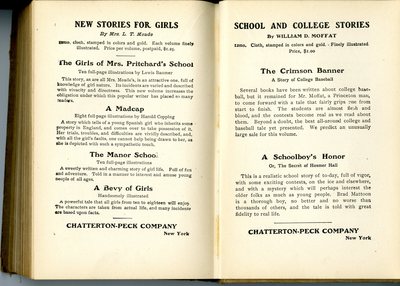 NEW STORIES FOR GIRLS
By Mrs. L. T. Meade
12mo, cloth, stamped in colors and gold. Each volume finely
illustrated. Price per volume, postpaid, $1.25.
The Girls of Mrs. Pritchard's School
Ten full-page illustrations by Lewis Baumer
This story, as are all Mrs. Meade's, is an attractive one, full of
knowledge of girl nature. Its incidents are varied and described
with vivacity and directness. This new volume increases the
obligation under which this popular writer has placed so many
readers.
A Madcap
Eight full-page illustrations by Harold Copping
A story which tells of a young Spanish girl who inherits some
property in England, and comes over to take possession of it.
Her trials, troubles, and difficulties are vividly described, and,
with all the girl's faults, one cannot help being drawn to her, as
she is depicted with such a sympathetic touch.
The Manor School
Ten full-page illustrations
A sweetly written and charming story of girl life. Full of fun
and adventure. Told in a manner to interest and amuse young
people of all ages.
A Bevy of Girls
Handsomely illustrated
A powerful tale that all girls from ten to eighteen will enjoy.
The characters are taken from actual life, and many incidents
are based upon facts.
CHATTERTON-PECK COMPANY
New York
SCHOOL AND COLLEGE STORIES
By WILLIAM D. MOFFAT
12mo. Cloth, stamped in colors and gold. Finely illustrated
Price, $1.00
The Crimson Banner
A Story of College Baseball
Several books have been written about college base-
ball, but it remained for Mr. Moffat, a Princeton man,
to come forward with a tale that fairly grips one from
start to finish. The students are almost flesh and
blood, and the contests become real as we read about
them. Beyond a doubt, the best all-around college and
baseball tale yet presented. We predict an unusually
large sale for this volume.
A Schoolboy's Honor
Or, The Secret of Hesmer Hall
This is a realistic school story of to-day, full of vigor,
with some exciting contests, on the ice and elsewhere,
and with a mystery which will perhaps interest the
older folks as much as young people. Brad Mattson
is a thorough boy, no better and no worse than
thousands of others, and the tale is told with great
fidelity to real life.
CHATTERTON-PECK COMPANY
New York